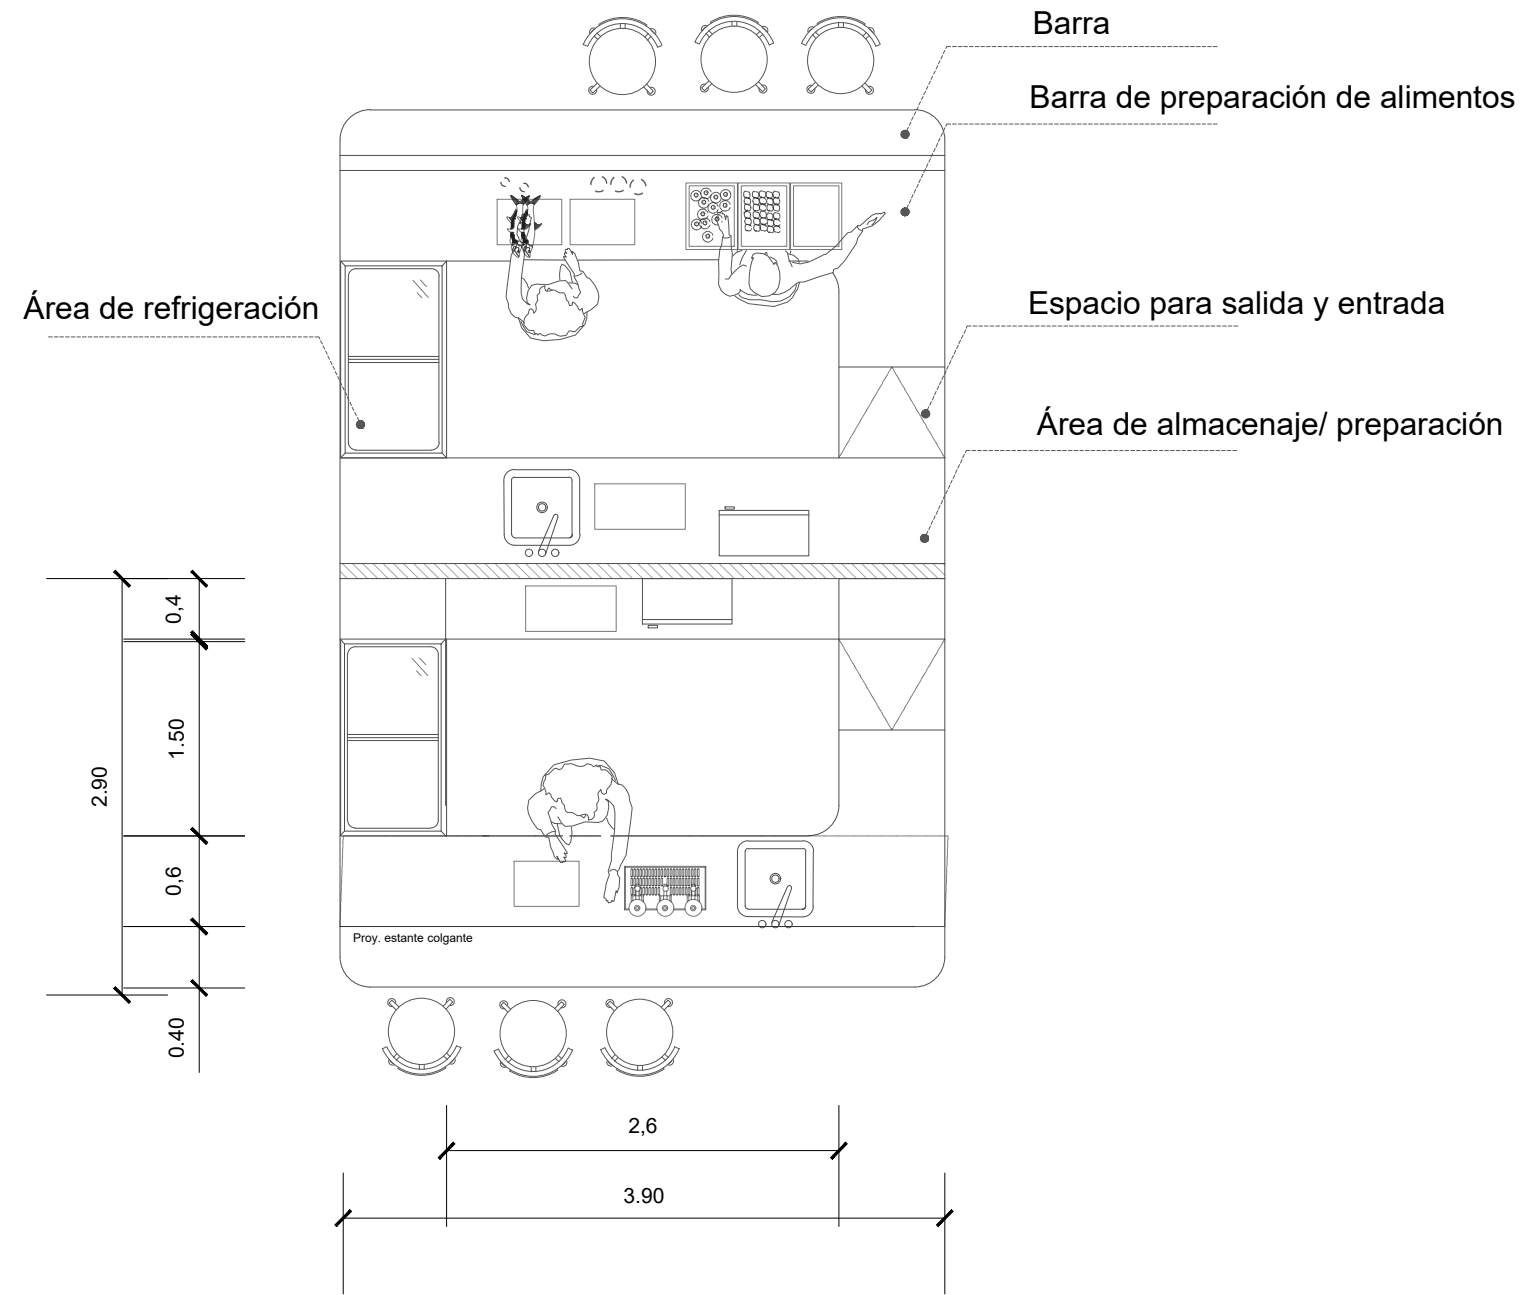 Barra
Barra de preparación de alimentos
Área de refrigeración
Espacio para salida y entrada
Área de almacenaje/ preparación
0,4
1.50
2.90
0,6
Proy. estante colgante
0.40
2,6
3.90